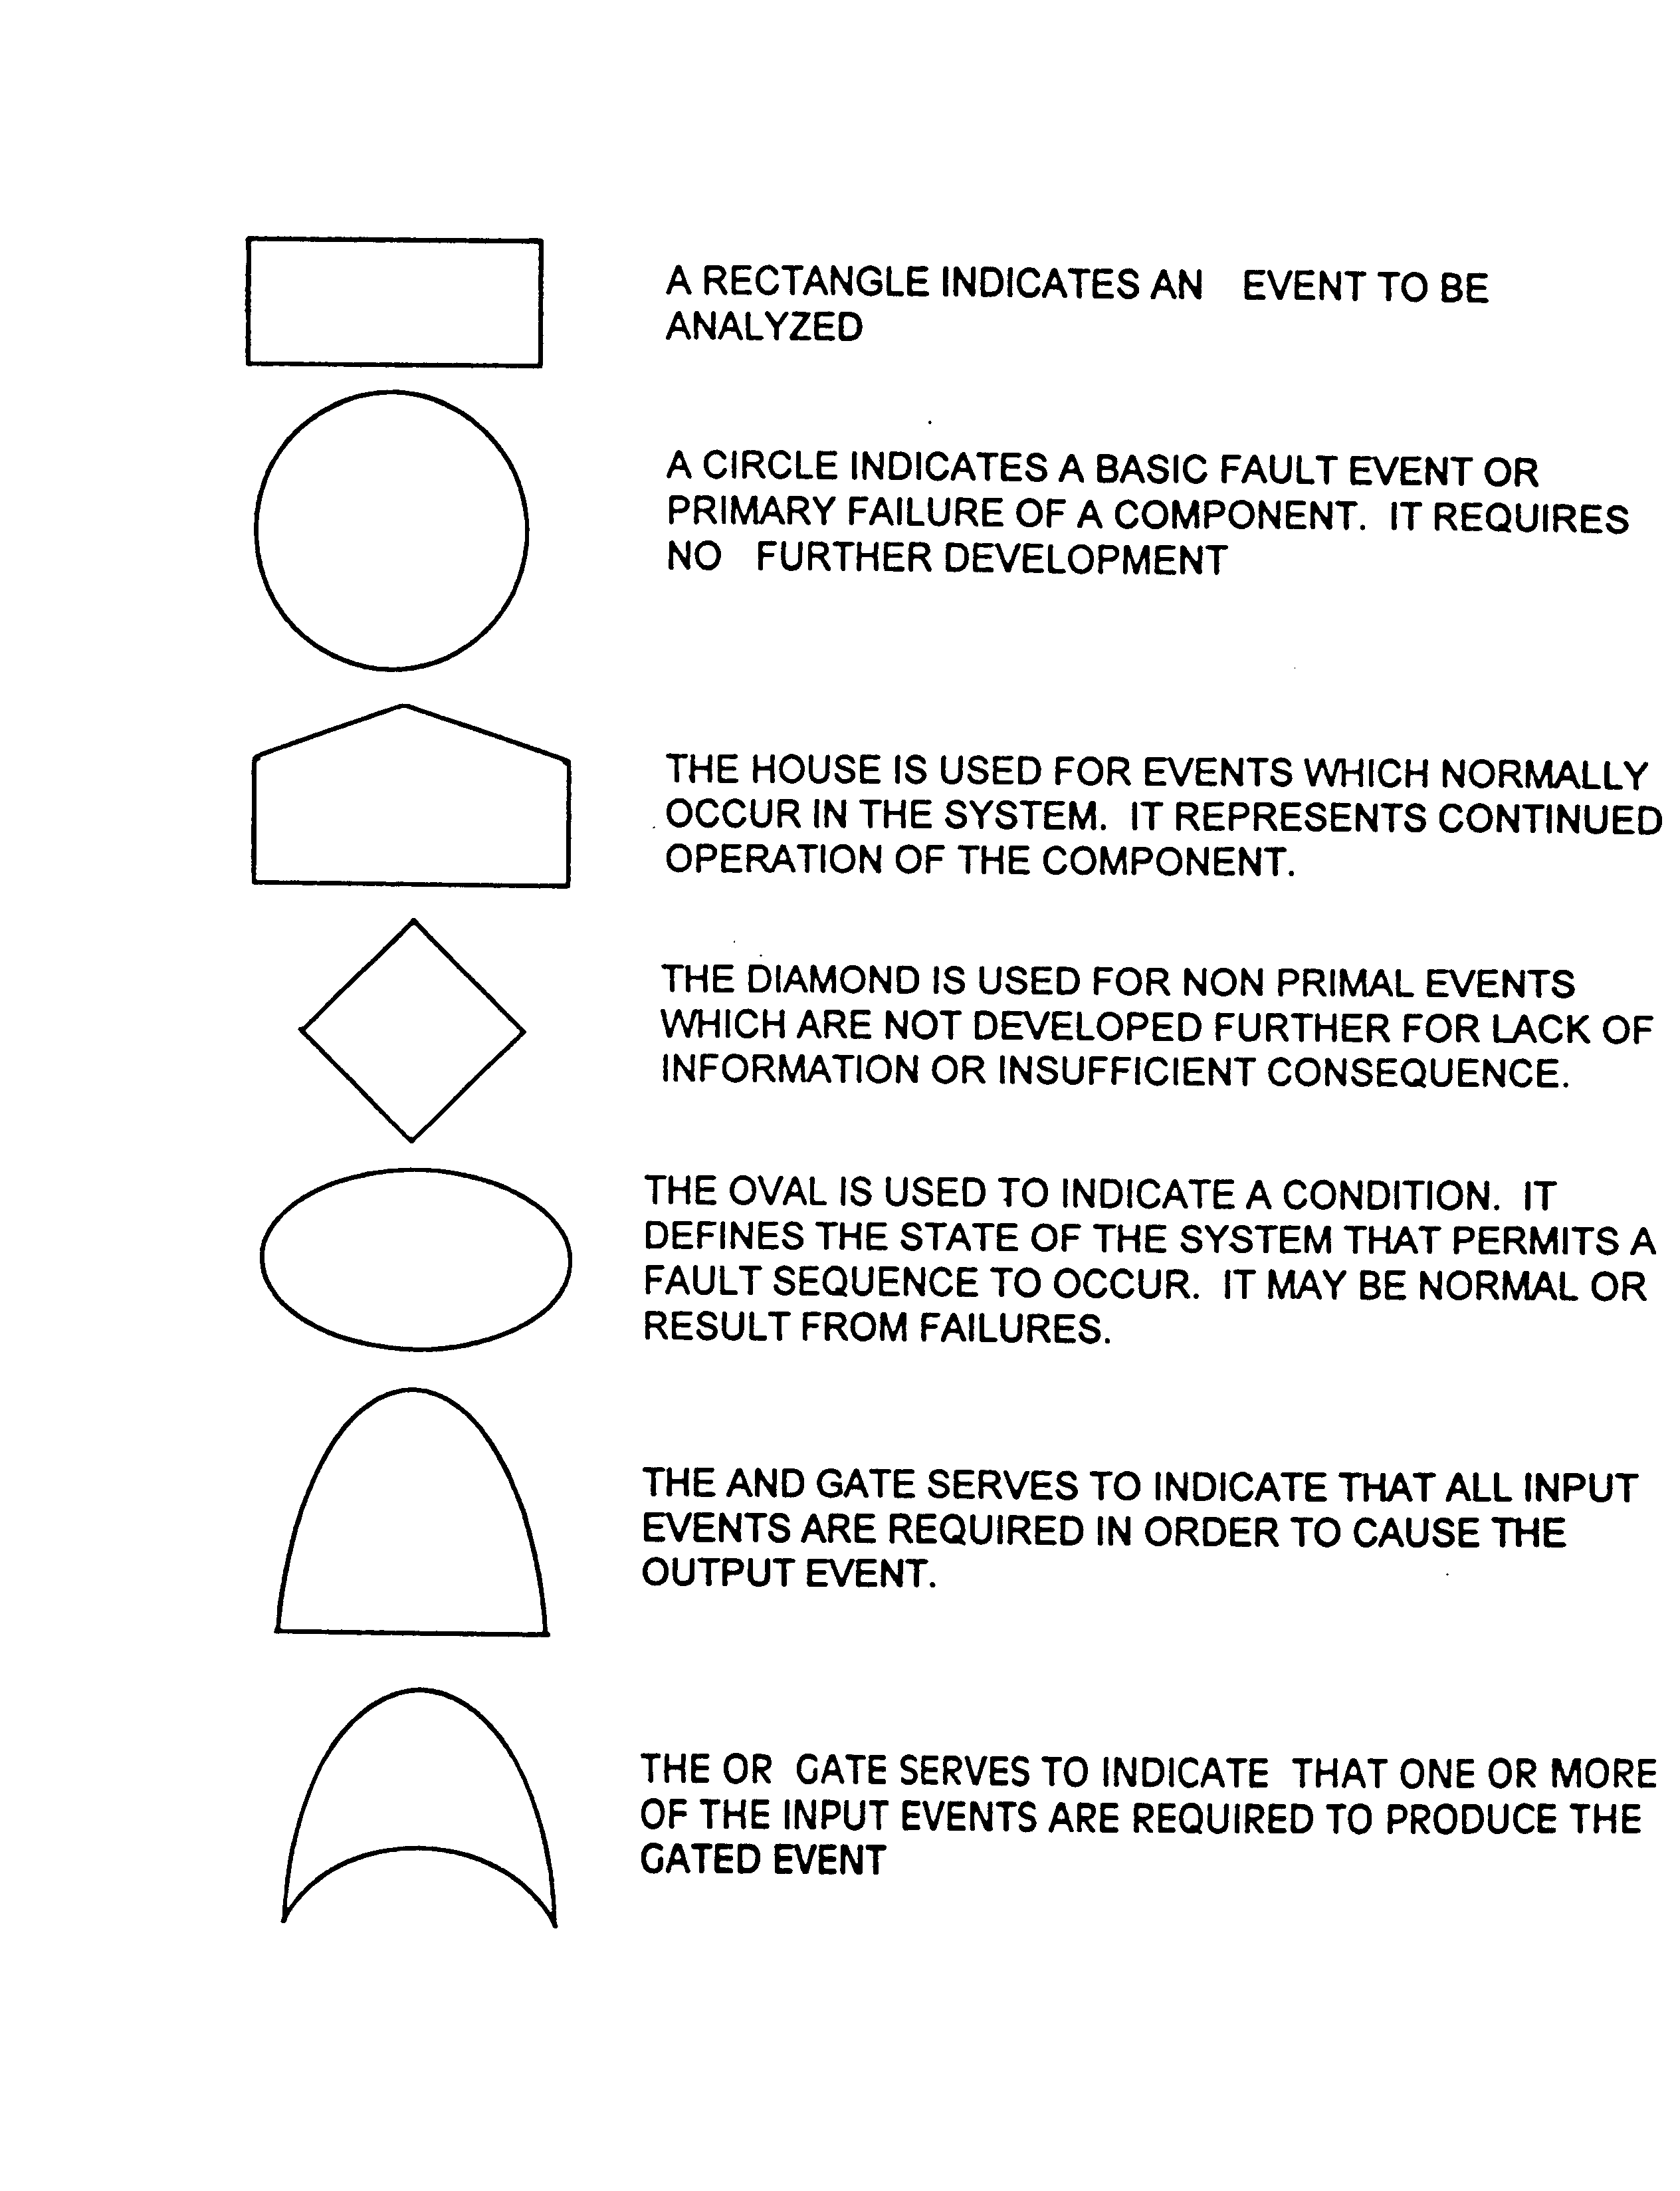 A RECTANGLE INDICATES AN EVENT TO BE
ANALYZED
A CIRCLE INDICATES A BASIC FAULT EVENT OR
PRIMARY FAILURE OF A COMPONENT. IT REQUIRES
NO FURTHER DEVELOPMENT
THE HOUSE IS USED FOR EVENTS WHICH NORMALLY
OCCUR IN THE SYSTEM. IT REPRESENTS CONTINUED
OPERATION OF THE COMPONENT.
THE DIAMOND IS USED FOR NON PRIMAL EVENTS
WHICH ARE NOT DEVELOPED FURTHER FOR LACK OF
INFORMATION OR INSUFFICIENT CONSEQUENCE.
THE OVAL IS USED TO INDICATE A CONDITION. IT
DEFINES THE STATE OF THE SYSTEM THAT PERMITS A
FAULT SEQUENCE TO OCCUR. IT MAY BE NORMAL OR
RESULT FROM FAILURES.
THE AND GATE SERVES TO INDICATE THAT ALL INPUT
EVENTS ARE REQUIRED IN ORDER TO CAUSE THE
OUTPUT EVENT.
THE OR GATE SERVES TO INDICATE THAT ONE OR MORE
OF THE INPUT EVENTS ARE REQUIRED TO PRODUCE THE
GATED EVENT